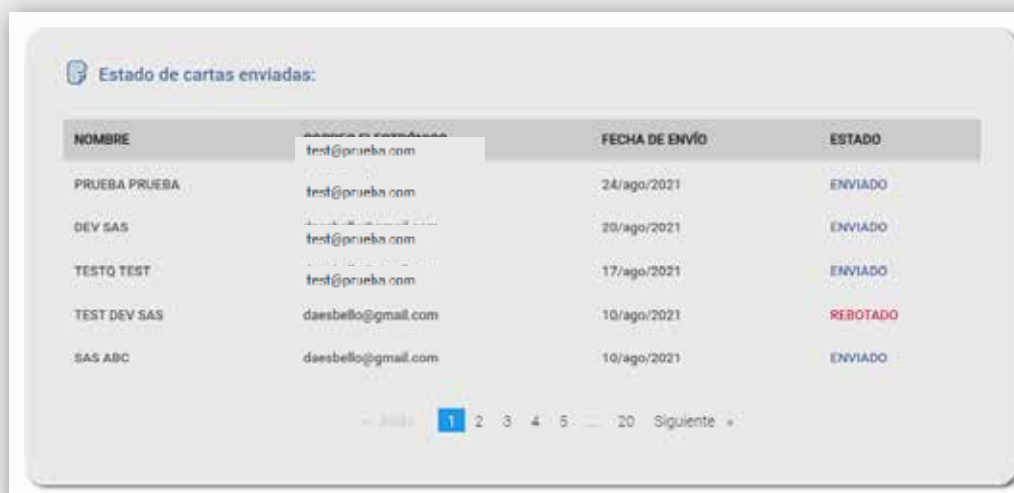 Estado de cartas enviadas:
NOMBRE CORREO ELECTRÓNICO FECHA DE ENVÍO ESTADO
test@prueba.com
PRUEBA PRUEBA test@prueba.com 24/ago/2021 ENVIADO
DEV SAS test@prueba.com 20/ago/2021 ENVIADO
TESTQ TEST test@prueba.com 17/ago/2021 ENVIADO
TEST DEV SAS daesbello@gmail.com 10/ago/2021 REBOTADO
SAS ABC daesbello@gmail.com 10/ago/2021 ENVIADO
« Atrás 1 2 3 4 5 ... 20 Siguiente »